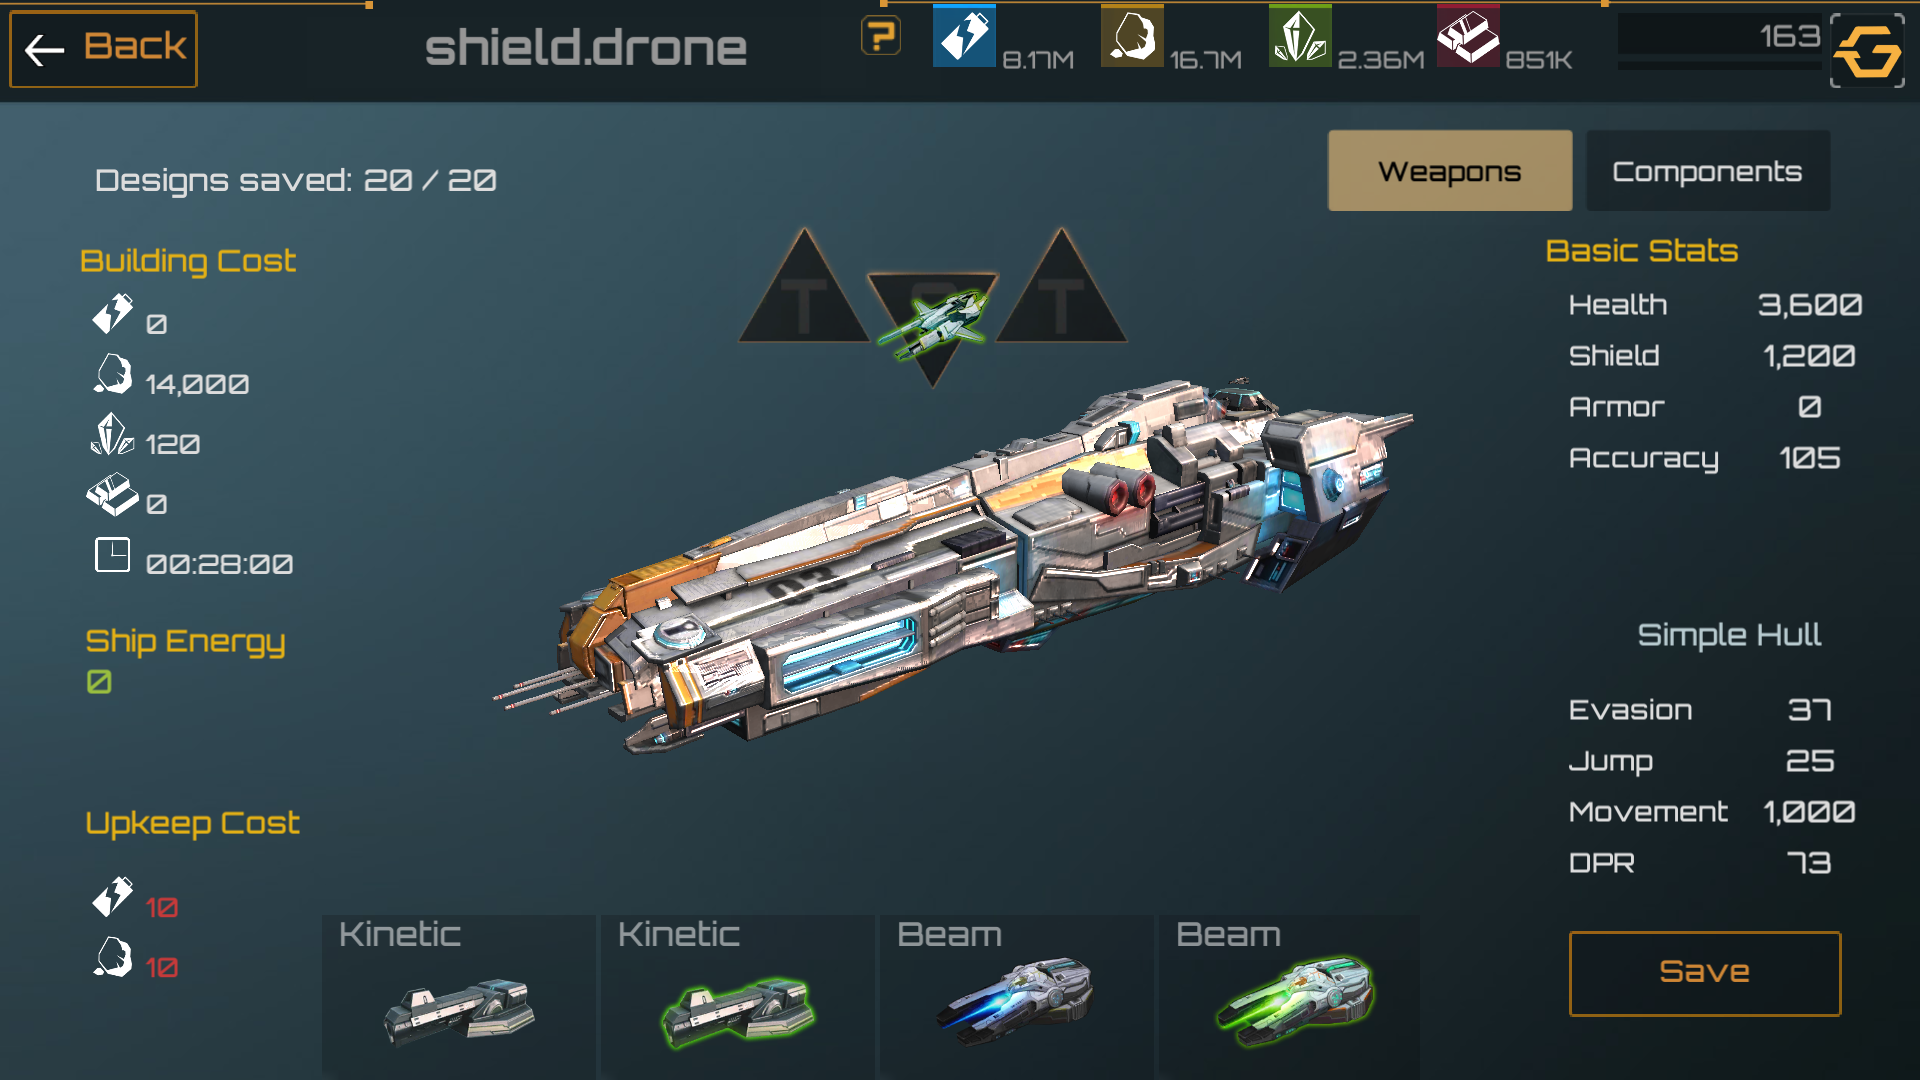 Back
shield.drone
?
8.17M
16.7M
2.36M
851K
163
Designs saved: 20 / 20
Weapons
Components
Building Cost
0
14,000
120
0
00:28:00
Ship Energy
0
Upkeep Cost
10
10
T
T
03
Basic Stats
Health 3,600
Shield 1,200
Armor 0
Accuracy 105
Simple Hull
Evasion 37
Jump 25
Movement 1,000
DPR 73
Kinetic
Kinetic
Beam
Beam
Save